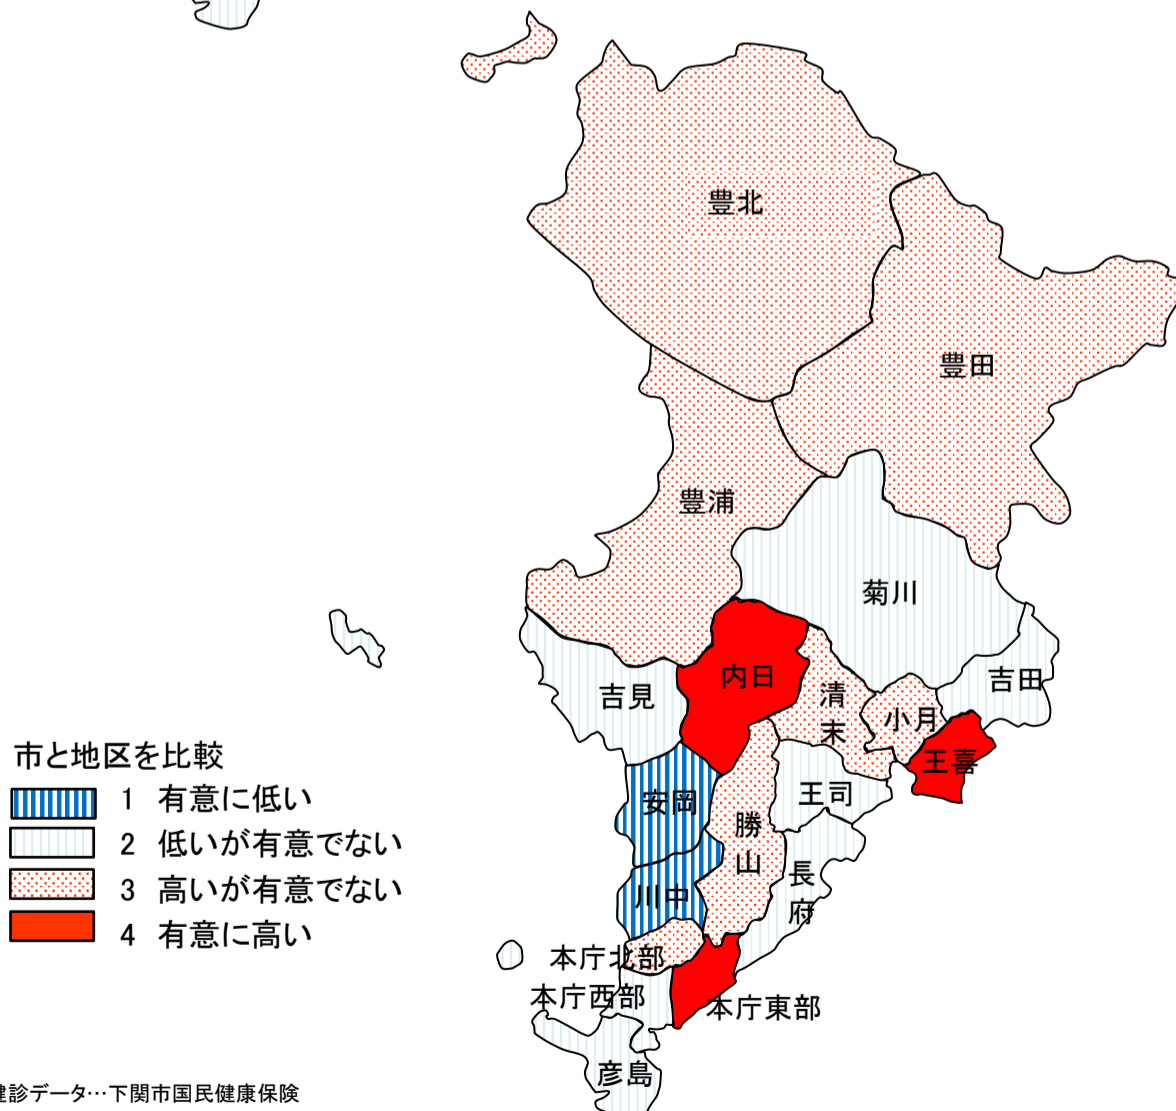 豊北
豊田
豊浦
菊川
内日
吉見
吉田
清末
小月
王喜
安岡
王司
勝山
川中
長府
本庁北部
本庁西部
本庁東部
彦島
市と地区を比較
1 有意に低い
2 低いが有意でない
3 高いが有意でない
4 有意に高い
健診データ…下関市国民健康保険